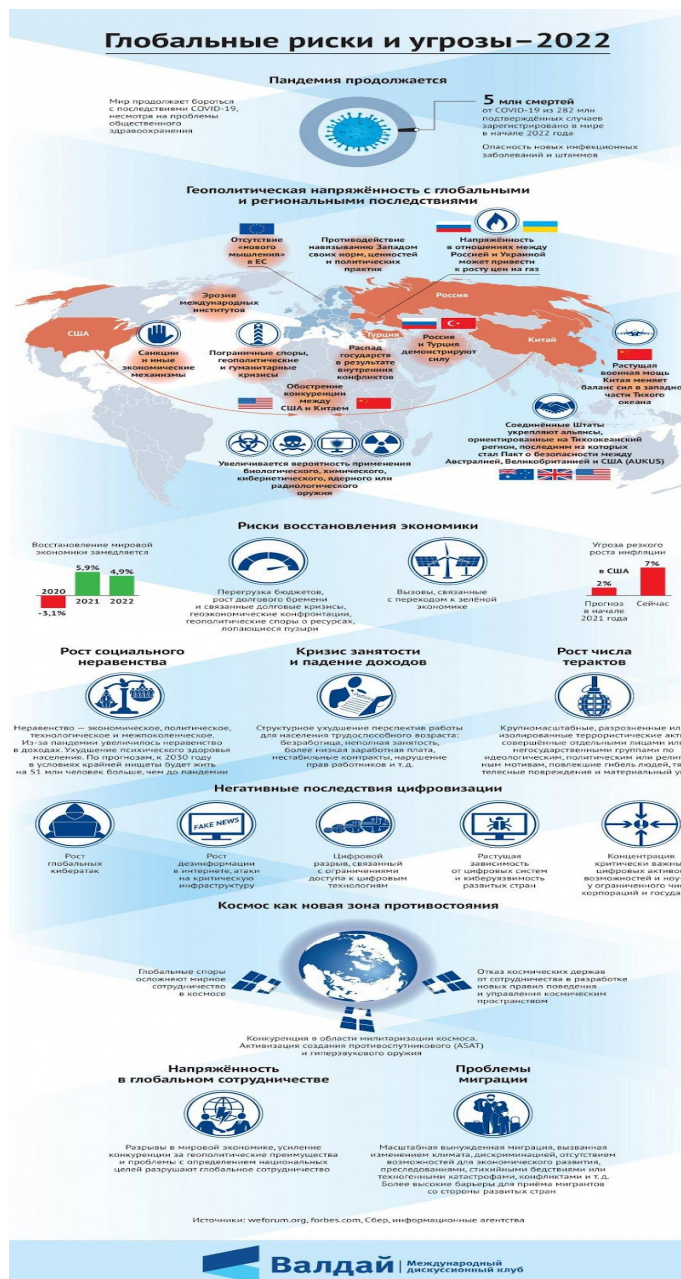 Глобальные риски и угрозы–2022
Пандемия продолжается
Мир продолжает бороться
с последствиями COVID-19,
несмотря на проблемы
общественного
здравоохранения
5 млн смертей
от COVID-19 из 282 млн
подтверждённых случаев
зарегистрировано в мире
в начале 2022 года
Опасность новых инфекционных
заболеваний и штаммов
Геополитическая напряжённость с глобальными
и региональными последствиями
Отсутствие
«нового
мышления»
в ЕС
Противодействие
навязыванию Западом
своих норм, ценностей
и политических
практик
Напряжённость
в отношениях между
Россией и Украиной
может привести
к росту цен на газ
Эрозия
международных
институтов
Россия
США
Турция
Китай
Санкции
и иные
экономические
механизмы
Пограничные споры,
геополитические
и гуманитарные
кризисы
Распад
государств
в результате
внутренних
конфликтов
Россия
и Турция
демонстрируют
силу
Растущая
военная мощь
Китая меняет
баланс сил в западно
части Тихого
океана
Обострение
конкуренции
между
США и Китаем
Соединённые Штаты
укрепляют альянсы,
ориентированные на Тихоокеанский
регион, последним из которых
стал Пакт о безопасности между
Австралией, Великобританией и США (AUKUS)
Увеличивается вероятность применения
биологического, химического,
кибернетического, ядерного или
радиологического
оружия
Риски восстановления экономики
Восстановление мировой
экономики замедляется
5,9%
4,9%
2020
2021
2022
-3,1%
Перегрузка бюджетов,
рост долгового бремени
и связанные долговые кризисы,
геоэкономические конфронтации,
геополитические споры о ресурсах,
лопающиеся пузыри
Вызовы, связанные
с переходом к зелёной
экономике
Угроза резкого
роста инфляции
в США
7%
2%
Прогноз
в начале
2021 года
Сейчас
Рост социального
неравенства
Неравенство — экономическое, политическое,
технологическое и межпоколенческое.
Из-за пандемии увеличилось неравенство
в доходах. Ухудшение психического здоровья
населения. По прогнозам, к 2030 году
в условиях крайней нищеты будет жить
на 51 млн человек больше, чем до пандемии
Кризис занятости
и падение доходов
Структурное ухудшение перспектив работы
для населения трудоспособного возраста:
безработица, неполная занятость,
более низкая заработная плата,
нестабильные контракты, нарушение
прав работников и т. д.
Рост числа
терактов
Крупномасштабные, разрозненные ил
изолированные террористические акт
совершённые отдельными лицами или
негосударственными группами по
идеологическим, политическим или религ
ным мотивам, повлекшие гибель людей, тя
телесные повреждения и материальный у
Негативные последствия цифровизации
Рост
глобальных
кибератак
FAKE NEWS
Рост
дезинформации
в интернете, атаки
на критическую
инфраструктуру
Цифровой
разрыв, связанный
с ограничениями
доступа к цифровым
технологиям
Растущая
зависимость
от цифровых систем
и киберуязвимость
развитых стран
Концентрация
критически важны
цифровых активов
возможностей и ноу-
у ограниченного чис
корпораций и госуда
Космос как новая зона противостояния
Глобальные споры
осложняют мирное
сотрудничество
в космосе
Отказ космических держав
от сотрудничества в разработке
новых правил поведения
и управления космическим
пространством
Конкуренция в области милитаризации космоса.
Активизация создания противоспутникового (ASAT)
и гиперзвукового оружия
Напряжённость
в глобальном сотрудничестве
Разрывы в мировой экономике, усиление
конкуренции за геополитические преимущества
и проблемы с определением национальных
целей разрушают глобальное сотрудничество
Проблемы
миграции
Масштабная вынужденная миграция, вызванная
изменением климата, дискриминацией, отсутствием
возможностей для экономического развития,
преследованиями, стихийными бедствиями или
техногенными катастрофами, конфликтами и т. д.
Более высокие барьеры для приёма мигрантов
со стороны развитых стран
Источники: weforum.org, forbes.com, Сбер, информационные агентства
Валдай
Международный
дискуссионный клуб